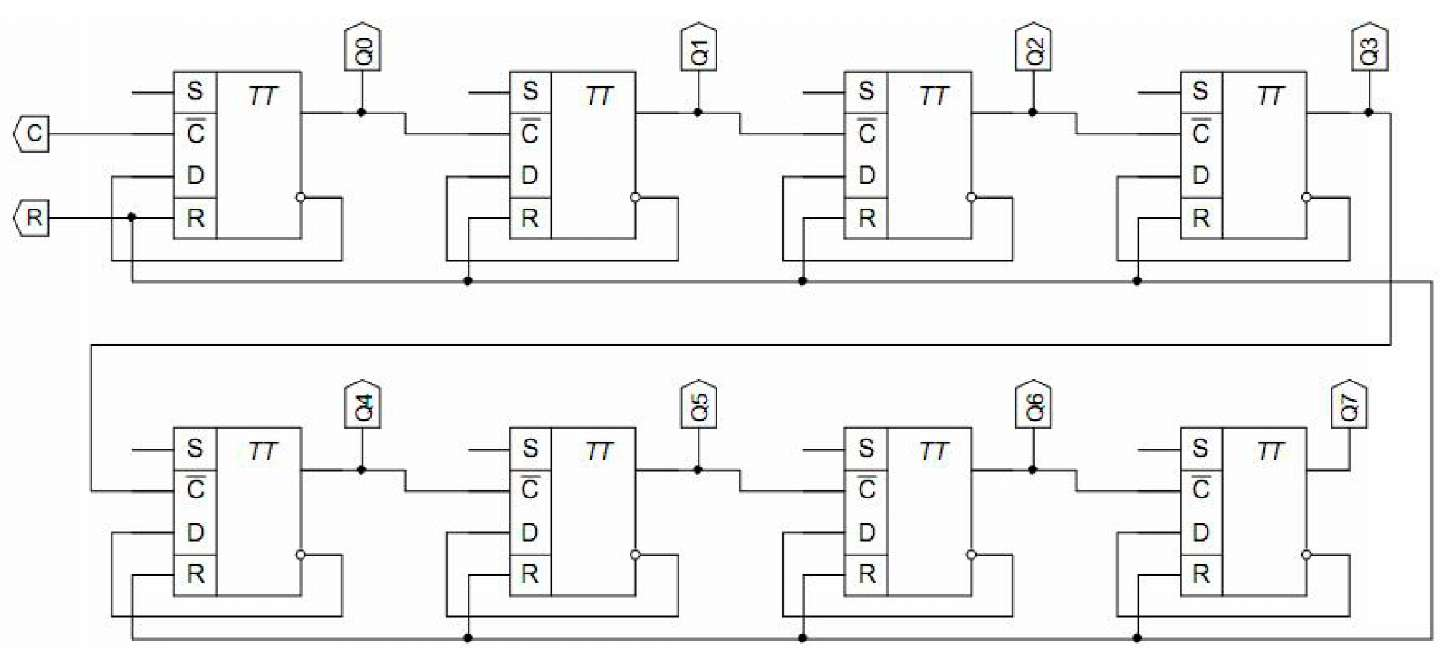 Q0 Q1 Q2 Q3
S TT S TT S TT S TT
C C̅ C̅ C̅ C̅
D D D D
R R R R R
Q4 Q5 Q6 Q7
S TT S TT S TT S TT
C̅ C̅ C̅ C̅
D D D D
R R R R